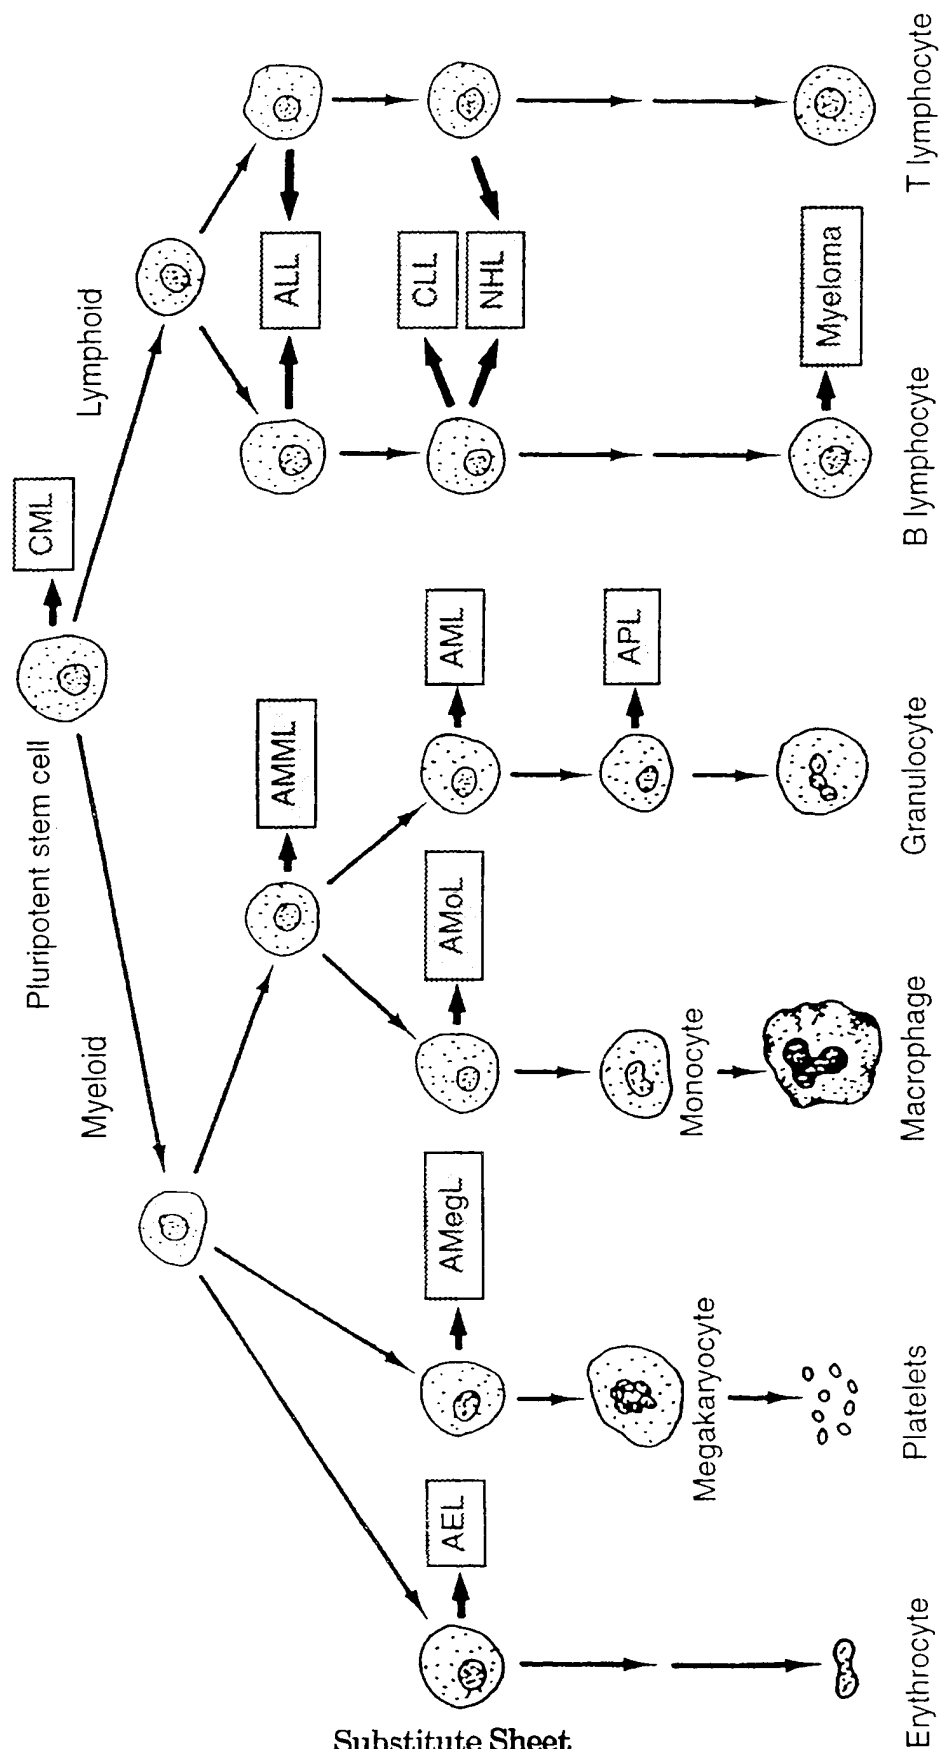 Pluripotent stem cell
CML
Myeloid
Lymphoid
AMML
ALL
AEL
AMegL
AMoL
AML
CLL
NHL
Monocyte
APL
Megakaryocyte
Myeloma
Erythrocyte
Platelets
Macrophage
Granulocyte
B lymphocyte
T lymphocyte
Substitute Sheet